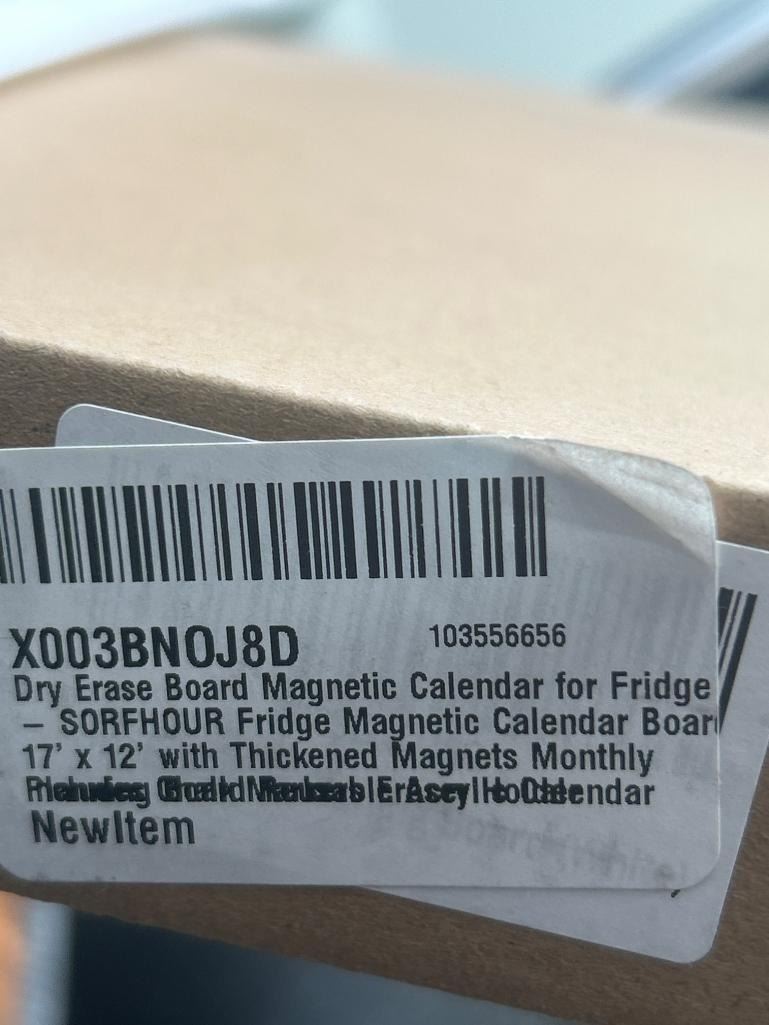 X003BNOJ8D
103556656
Dry Erase Board Magnetic Calendar for Fridge
– SORFHOUR Fridge Magnetic Calendar Boar
17' x 12' with Thickened Magnets Monthly
Calendar
NewItem